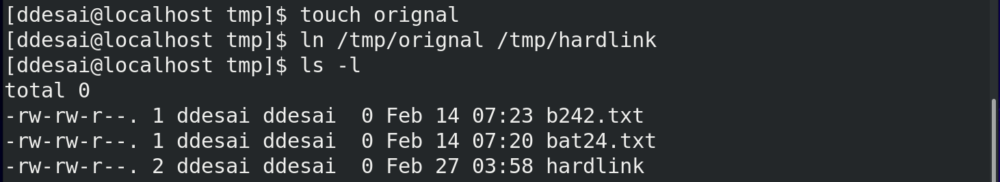 [ddesai@localhost tmp]$ touch orignal
[ddesai@localhost tmp]$ ln /tmp/orignal /tmp/hardlink
[ddesai@localhost tmp]$ ls -l
total 0
-rw-rw-r--. 1 ddesai ddesai  0 Feb 14 07:23 b242.txt
-rw-rw-r--. 1 ddesai ddesai  0 Feb 14 07:20 bat24.txt
-rw-rw-r--. 2 ddesai ddesai  0 Feb 27 03:58 hardlink